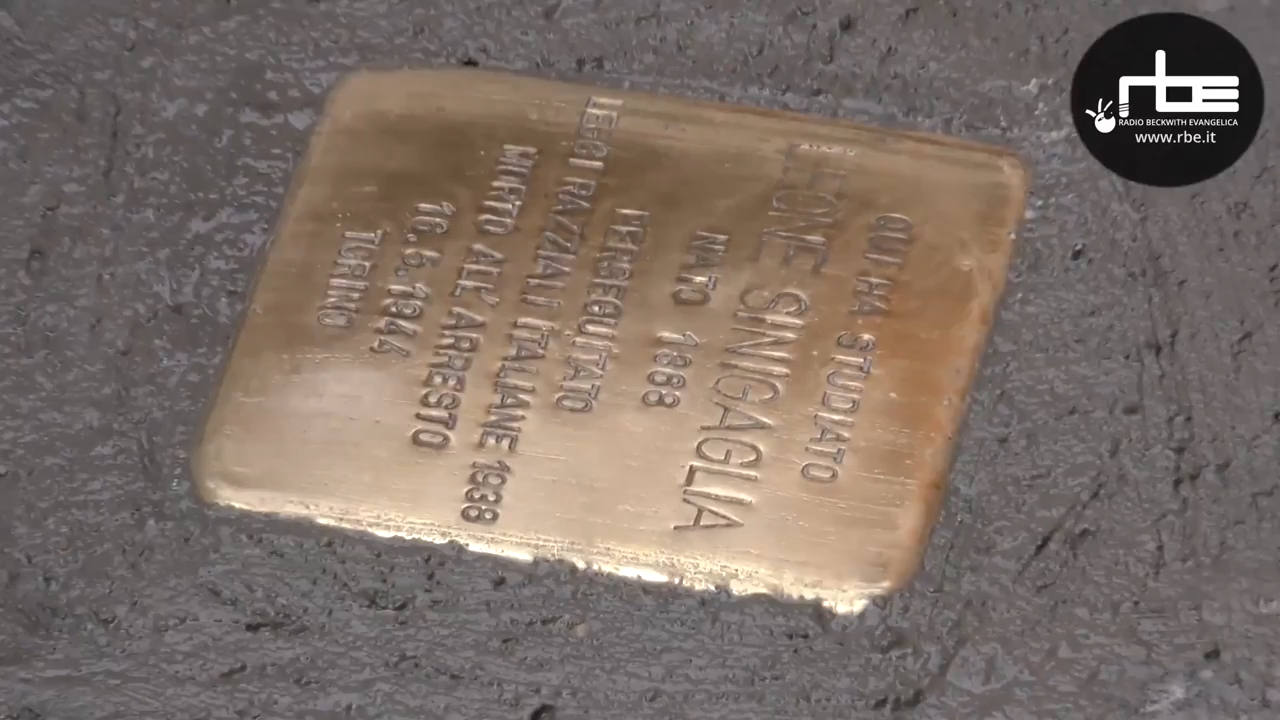 QUI HA STUDIATO
LEONE SINIGAGLIA
NATO 1868
PERSEGUITATO
LEGGI RAZZIALI ITALIANE 1938
MORTO ALL'ARRESTO
16.5.1944
TORINO
rbe
RADIO BECKWITH EVANGELICA
www.rbe.it